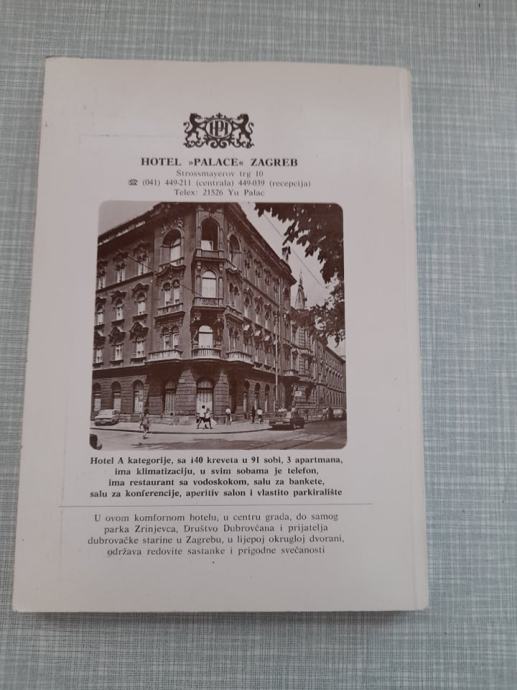 HPI
HOTEL »PALACE« ZAGREB
Strossmayerov trg 10
☎ (041) 449-211 (centrala) 449-039 (recepcija)
Telex: 21526 Yu Palac
Hotel A kategorije, sa 140 kreveta u 91 sobi, 3 apartmana,
ima klimatizaciju, u svim sobama je telefon,
ima restaurant sa vodoskokom, salu za bankete,
salu za konferencije, aperitiv salon i vlastito parkiralište
U ovom komfornom hotelu, u centru grada, do samog
parka Zrinjevca, Društvo Dubrovčana i prijatelja
dubrovačke starine u Zagrebu, u lijepoj okrugloj dvorani,
održava redovite sastanke i prigodne svečanosti